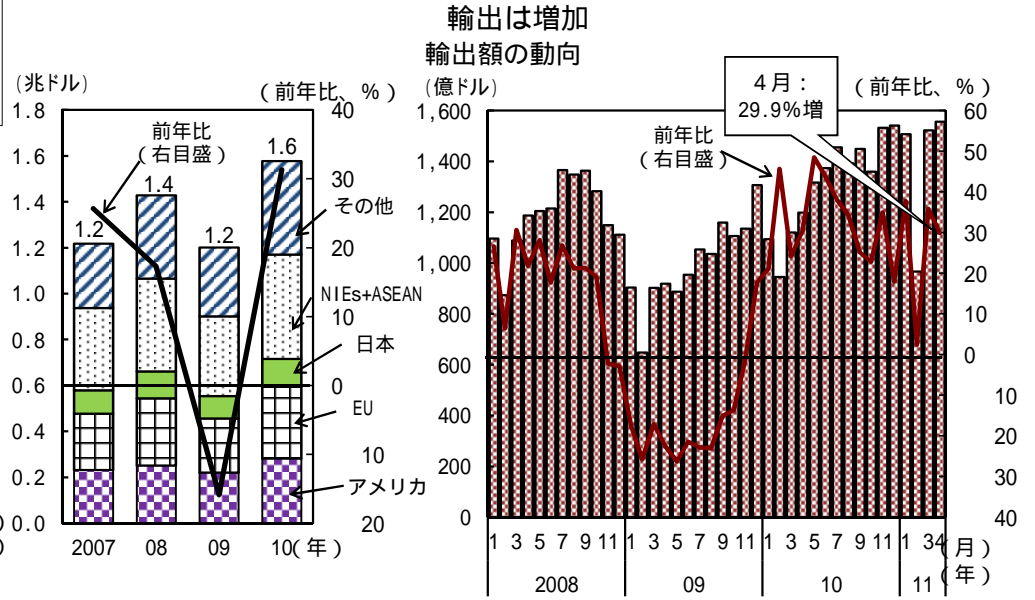 輸出は増加
輸出額の動向
(兆ドル)
(前年比、%)
1.8
1.6
1.4
1.2
1.0
0.8
0.6
0.4
0.2
0.0
40
30
20
10
0
10
20
前年比
(右目盛)
1.2
1.4
1.2
1.6
その他
NIEs+ASEAN
日本
EU
アメリカ
2007 08 09 10(年)
(億ドル)
(前年比、%)
4月:
29.9%増
前年比
(右目盛)
1,600
1,400
1,200
1,000
800
600
400
200
0
60
50
40
30
20
10
0
10
20
30
40
1 3 5 7 9 11 1 3 5 7 9 11 1 3 5 7 9 11 1 34 (月)
2008 09 10 11 (年)
)
)